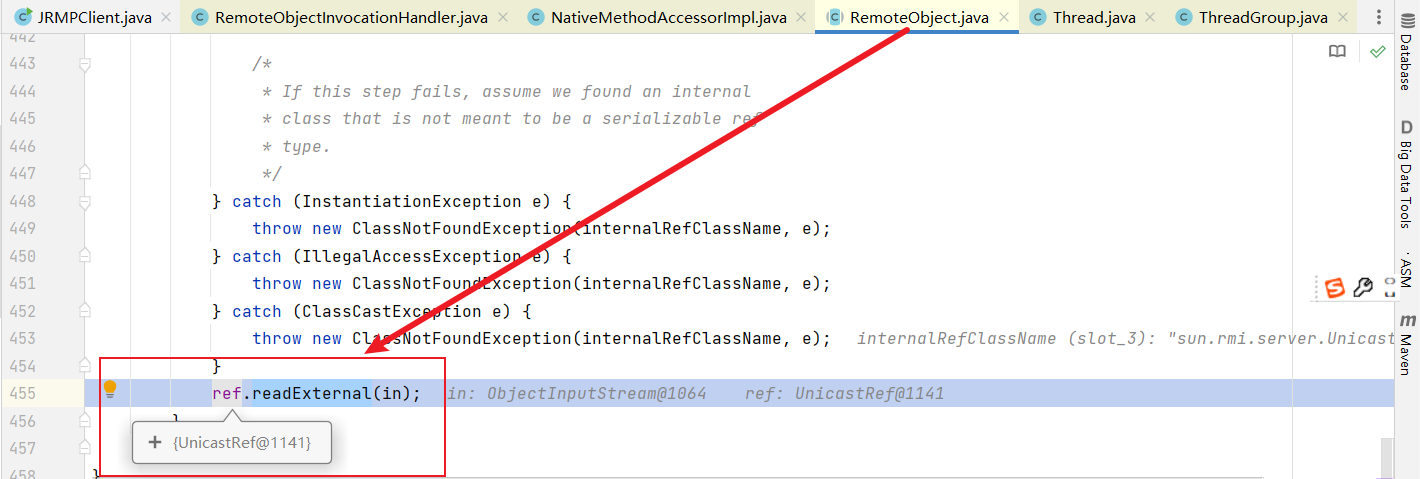 JRMPClient.java RemoteObjectInvocationHandler.java NativeMethodAccessorImpl.java RemoteObject.java Thread.java ThreadGroup.java
442
443 /*
444 * If this step fails, assume we found an internal
445 * class that is not meant to be a serializable ref
446 * type.
447 */
448 } catch (InstantiationException e) {
449 throw new ClassNotFoundException(internalRefClassName, e);
450 } catch (IllegalAccessException e) {
451 throw new ClassNotFoundException(internalRefClassName, e);
452 } catch (ClassCastException e) {
453 throw new ClassNotFoundException(internalRefClassName, e); internalRefClassName (slot_3): "sun.rmi.server.Unicast
454 }
455 ref.readExternal(in); in: ObjectInputStream@1064 ref: UnicastRef@1141
456 }
{UnicastRef@1141}
457
458 }
Database
D Big Data Tools
ASM
m Maven